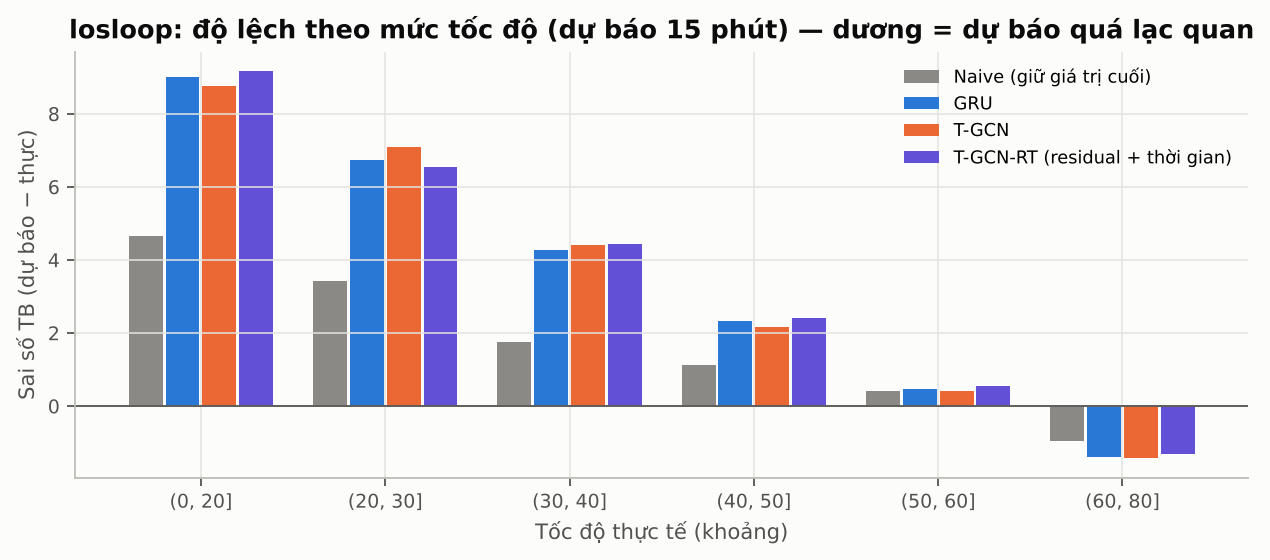 losloop: độ lệch theo mức tốc độ (dự báo 15 phút) — dương = dự báo quá lạc quan
Naive (giữ giá trị cuối)
GRU
T-GCN
T-GCN-RT (residual + thời gian)
Sai số TB (dự báo − thực)
8
6
4
2
0
(0, 20]
(20, 30]
(30, 40]
(40, 50]
(50, 60]
(60, 80]
Tốc độ thực tế (khoảng)